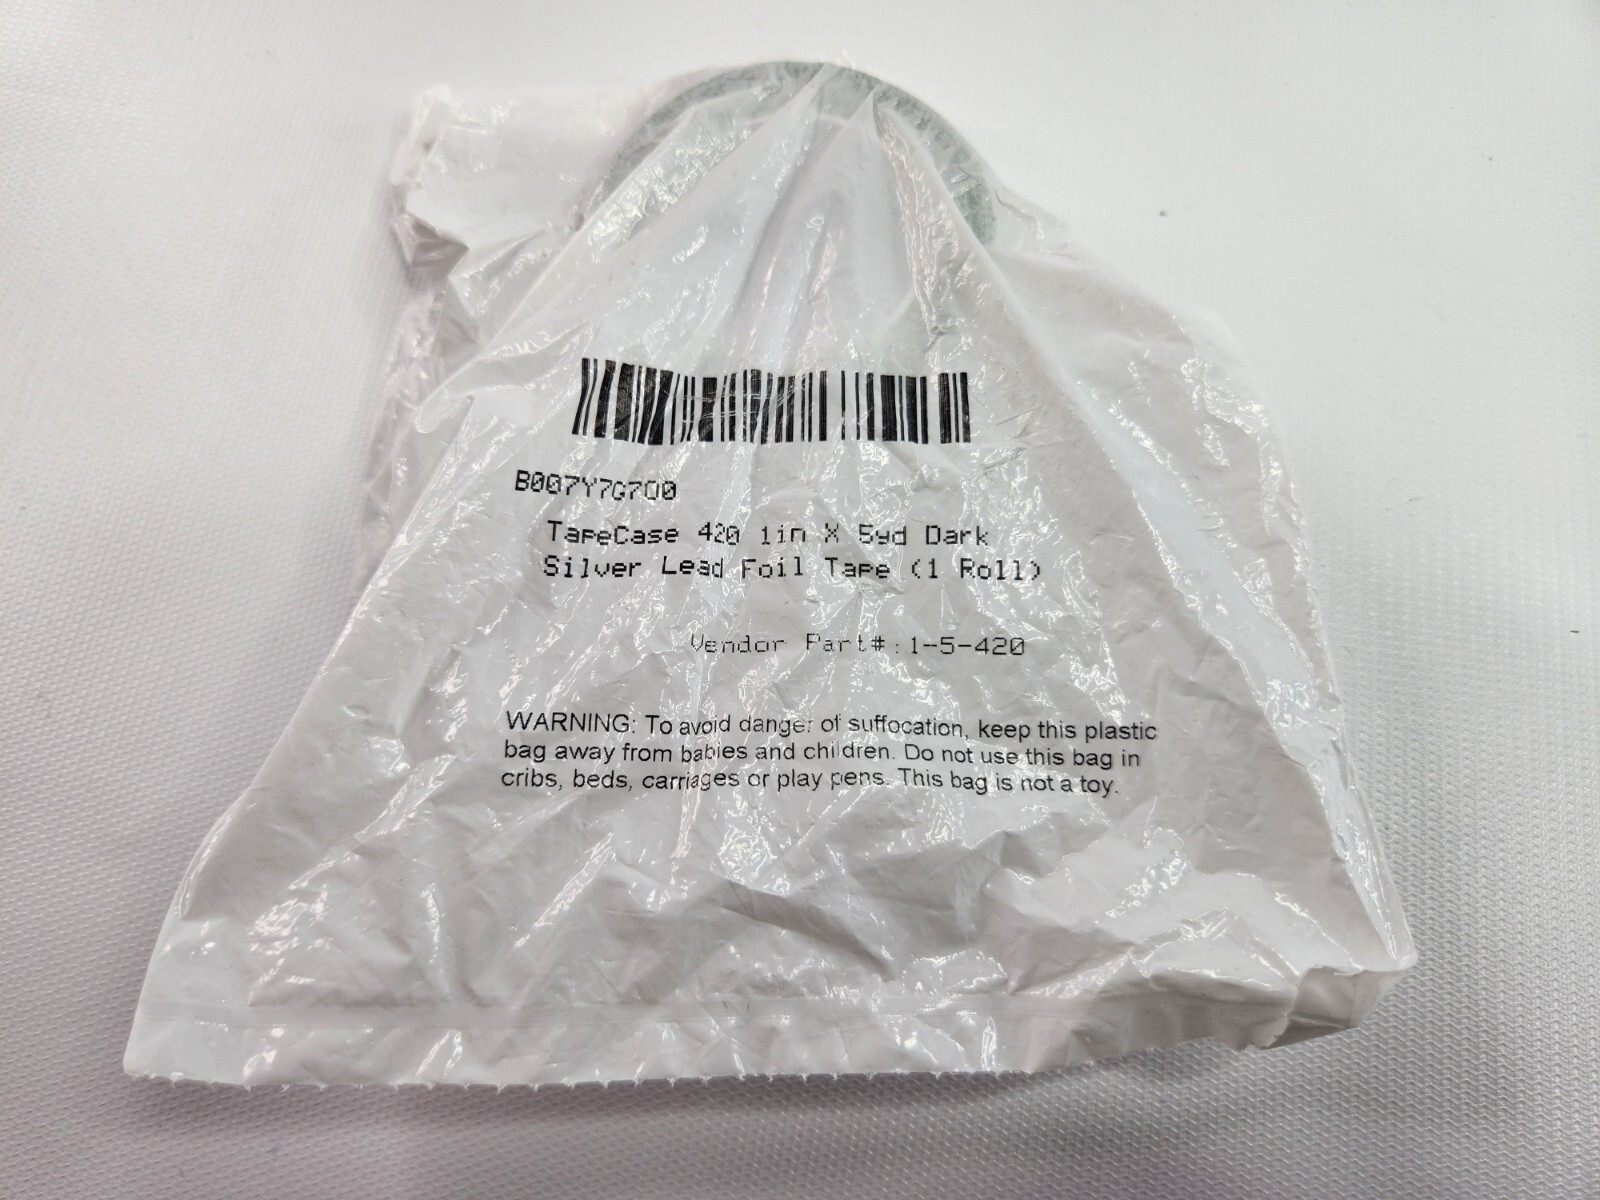 B007Y7G7O0
TapeCase 420 1in X 5yd Dark
Silver Lead Foil Tape (1 Roll)
Vendor Part#:1-5-420
WARNING: To avoid danger of suffocation, keep this plastic
bag away from babies and children. Do not use this bag in
cribs, beds, carriages or play pens. This bag is not a toy.